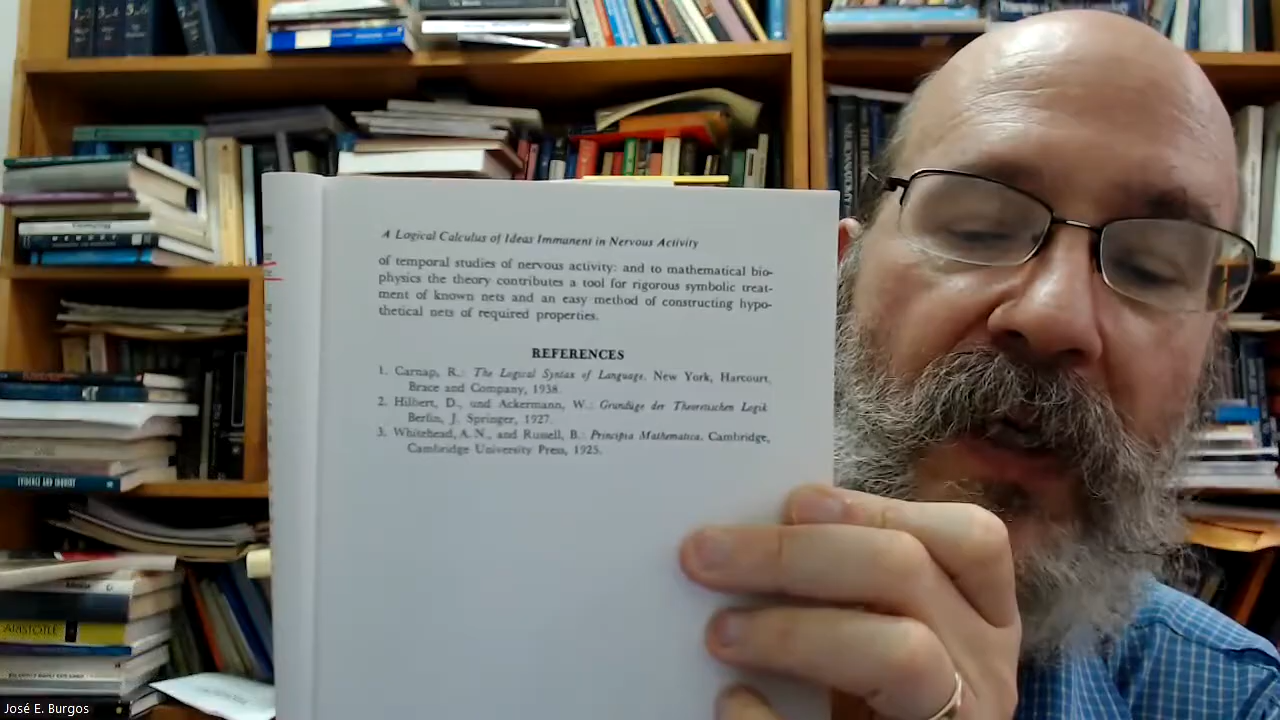 A Logical Calculus of Ideas Immanent in Nervous Activity
of temporal studies of nervous activity: and to mathematical bio-
physics the theory contributes a tool for rigorous symbolic treat-
ment of known nets and an easy method of constructing hypo-
thetical nets of required properties.
REFERENCES
1. Carnap, R.: The Logical Syntax of Language. New York, Harcourt,
Brace and Company, 1938.
2. Hilbert, D., und Ackermann, W.: Grundüge der Theoretischen Logik
Berlin, J. Springer, 1927.
3. Whitehead, A. N., and Russell, B.: Principia Mathematica. Cambridge,
Cambridge University Press, 1925.
ARISTOTLE
José E. Burgos